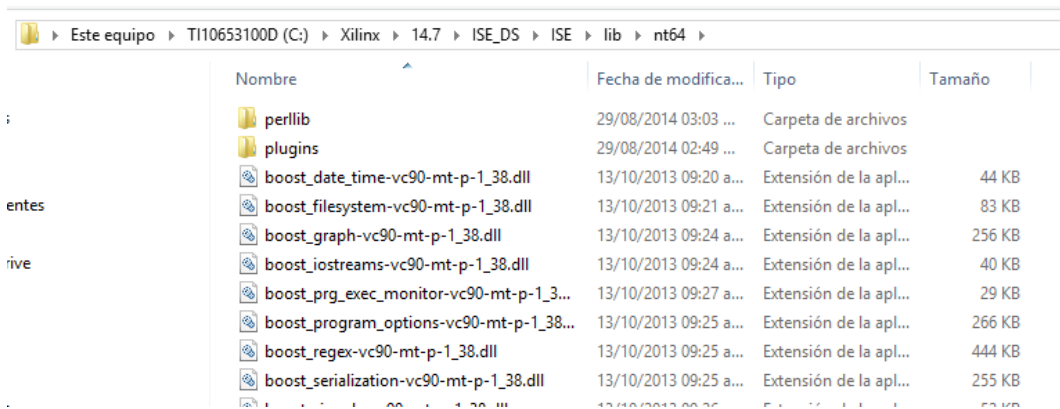 Este equipo TI10653100D (C:) Xilinx 14.7 ISE_DS ISE lib nt64
Nombre Fecha de modifica... Tipo Tamaño
perllib 29/08/2014 03:03 ... Carpeta de archivos
plugins 29/08/2014 02:49 ... Carpeta de archivos
boost_date_time-vc90-mt-p-1_38.dll 13/10/2013 09:20 a... Extensión de la apl... 44 KB
entes boost_filesystem-vc90-mt-p-1_38.dll 13/10/2013 09:21 a... Extensión de la apl... 83 KB
boost_graph-vc90-mt-p-1_38.dll 13/10/2013 09:24 a... Extensión de la apl... 256 KB
rive boost_iostreams-vc90-mt-p-1_38.dll 13/10/2013 09:24 a... Extensión de la apl... 40 KB
boost_prg_exec_monitor-vc90-mt-p-1_3... 13/10/2013 09:27 a... Extensión de la apl... 29 KB
boost_program_options-vc90-mt-p-1_38... 13/10/2013 09:25 a... Extensión de la apl... 266 KB
boost_regex-vc90-mt-p-1_38.dll 13/10/2013 09:25 a... Extensión de la apl... 444 KB
boost_serialization-vc90-mt-p-1_38.dll 13/10/2013 09:25 a... Extensión de la apl... 255 KB